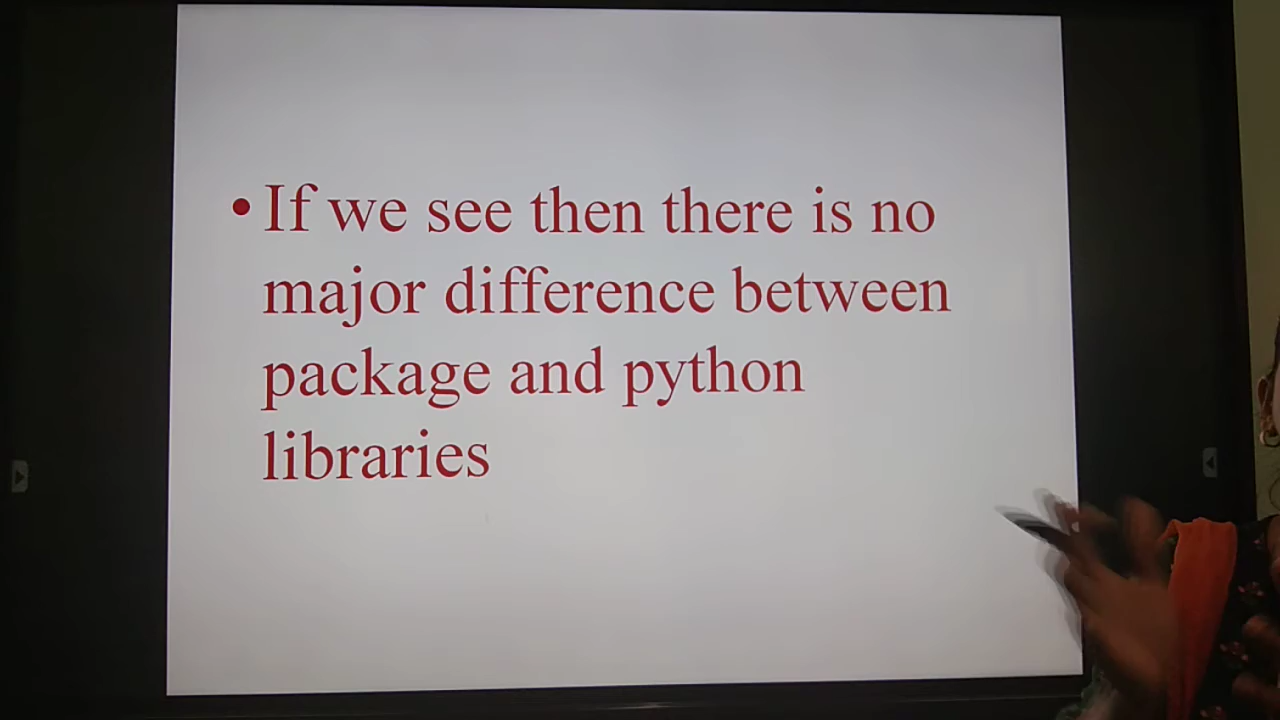 • If we see then there is no
major difference between
package and python
libraries